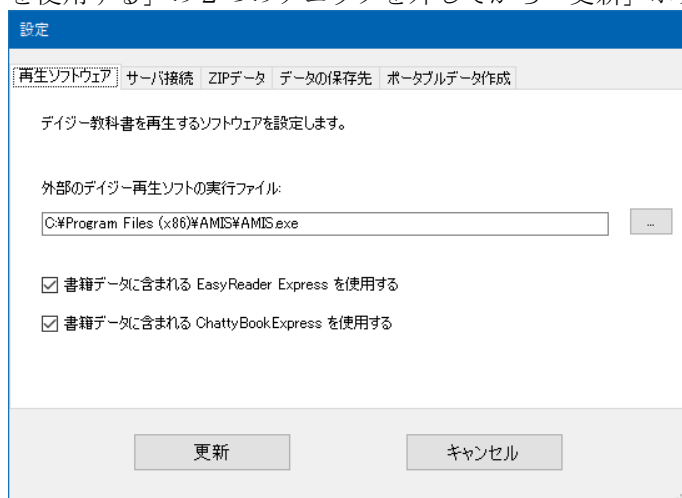 を使用する」の2つのチェックを外してから「更新」ボ
設定
再生ソフトウェア サーバ接続 ZIPデータ データの保存先 ポータブルデータ作成
デイジー教科書を再生するソフトウェアを設定します。
外部のデイジー再生ソフトの実行ファイル:
C:¥Program Files (x86)¥AMIS¥AMIS.exe ...
書籍データに含まれる EasyReader Express を使用する
書籍データに含まれる ChattyBookExpress を使用する
更新 キャンセル